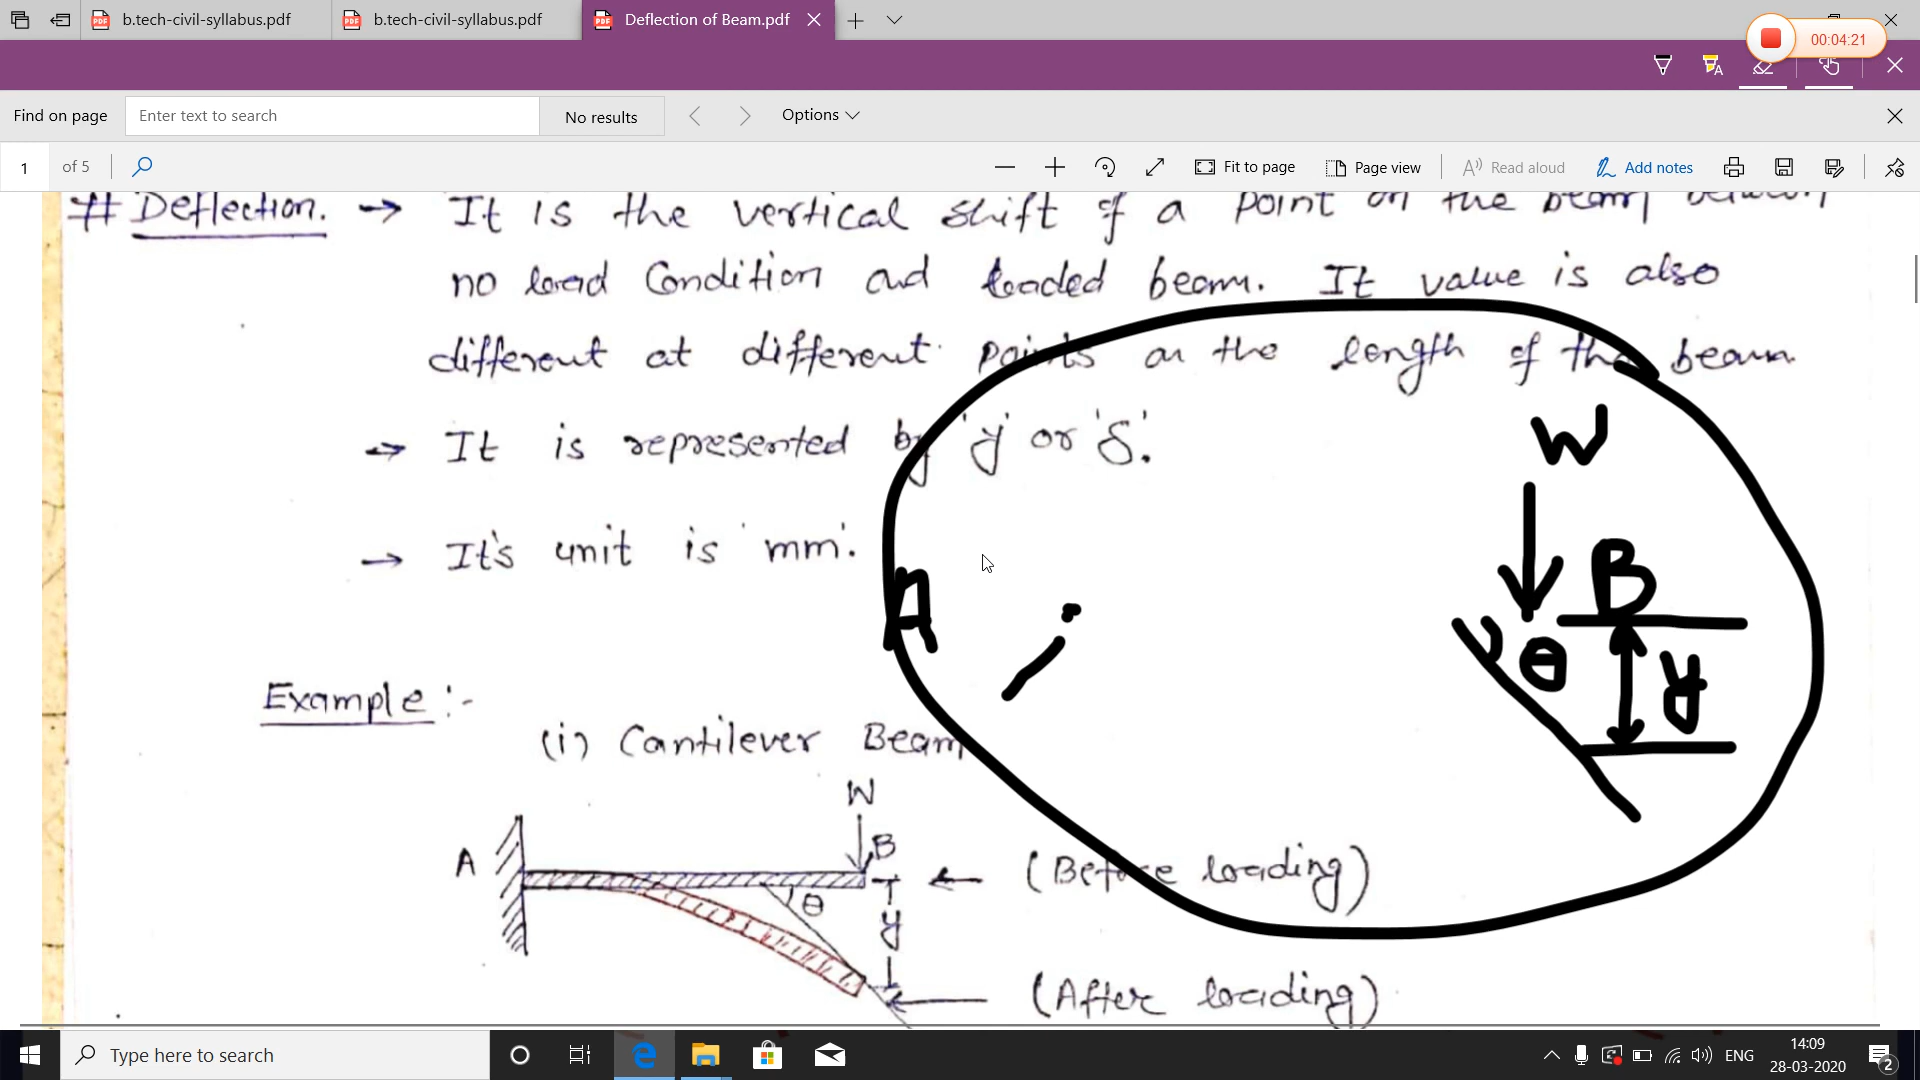 b.tech-civil-syllabus.pdf
b.tech-civil-syllabus.pdf
Deflection of Beam.pdf
00:04:21
Find on page
Enter text to search
No results
Options
1 of 5
Fit to page
Page view
Read aloud
Add notes
# Deflection. → It is the vertical shift of a point on the beam between
no load Condition and loaded beam. It value is also
different at different points on the length of the beam
→ It is represented by 'y' or 'δ'.
→ It's unit is 'mm'.
W
B
A
θ
y
Example :-
(i) Cantilever Beam
W
A
B
← (Before loading)
θ
y
← (After loading)
Type here to search
ENG
14:09
28-03-2020
2